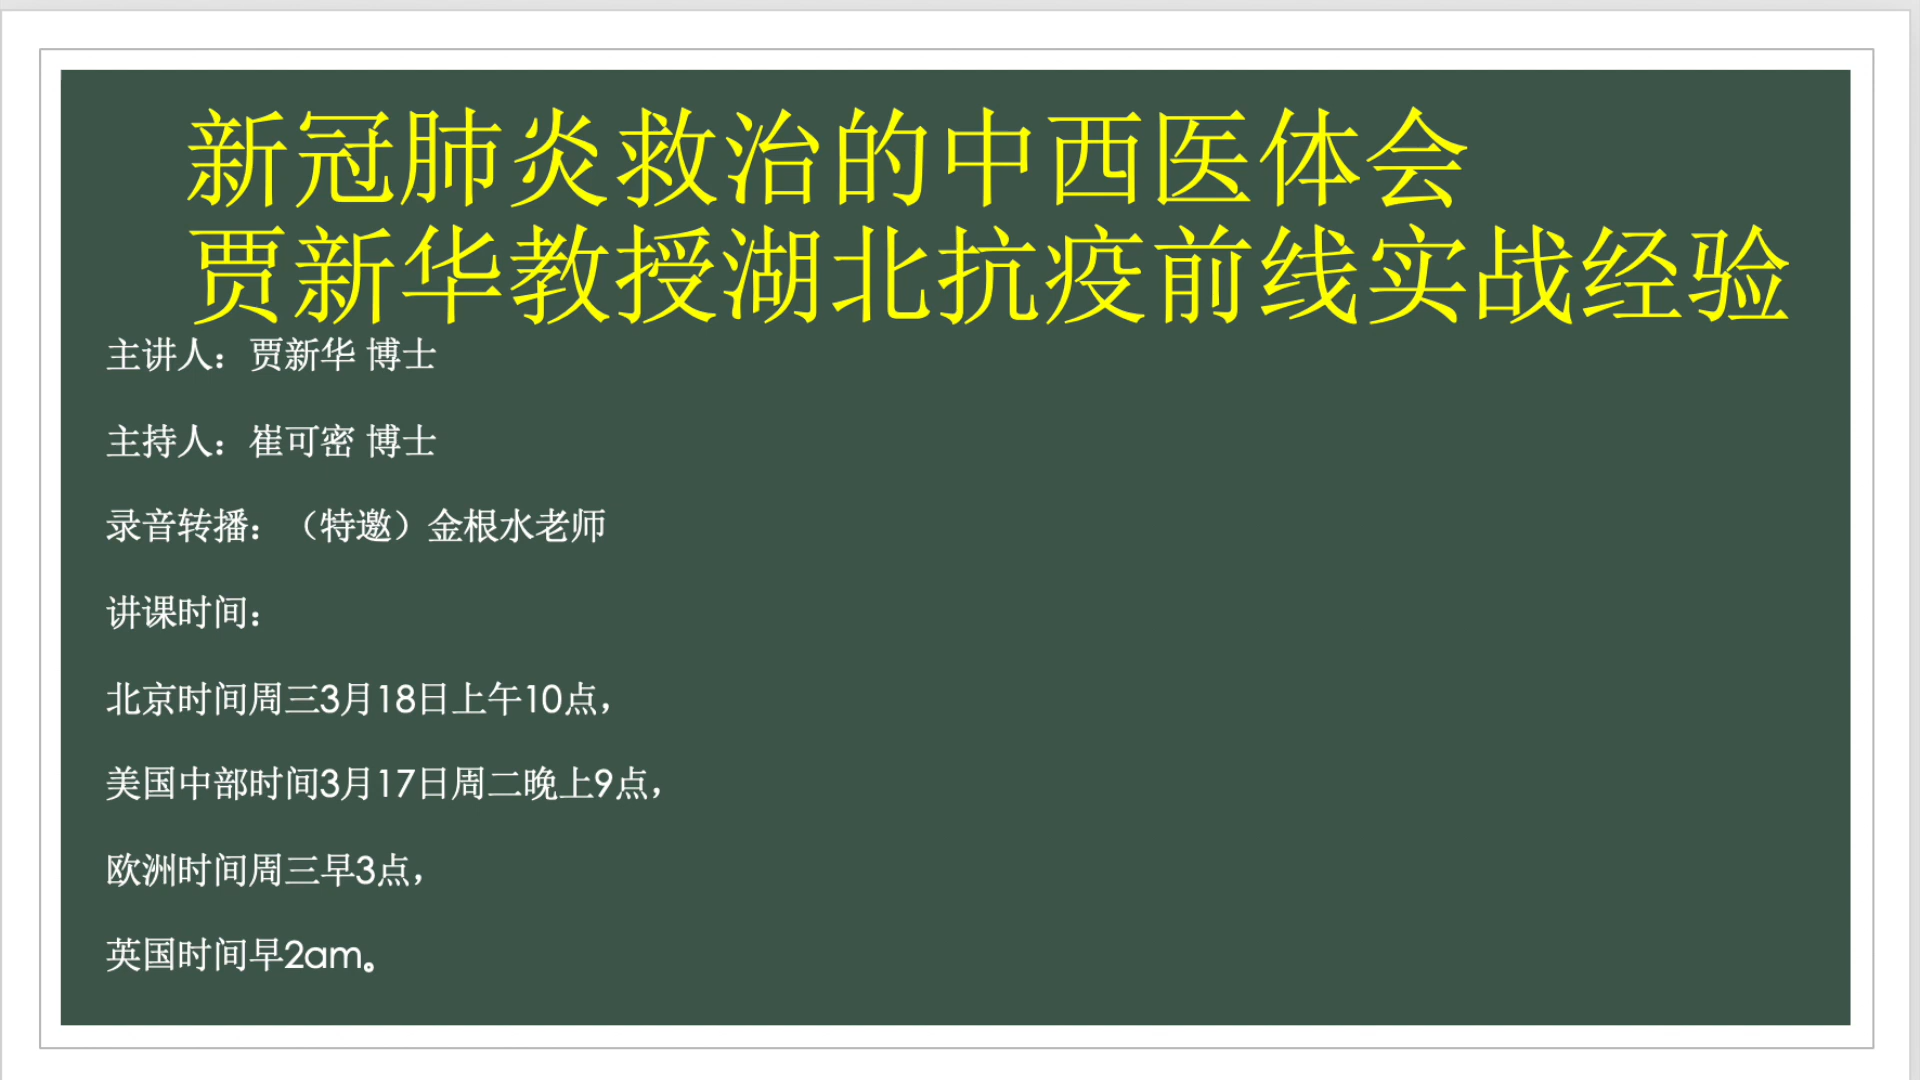 新冠肺炎救治的中西医体会
贾新华教授湖北抗疫前线实战经验
主讲人：贾新华 博士
主持人：崔可密 博士
录音转播：（特邀）金根水老师
讲课时间：
北京时间周三3月18日上午10点，
美国中部时间3月17日周二晚上9点，
欧洲时间周三早3点，
英国时间早2am。